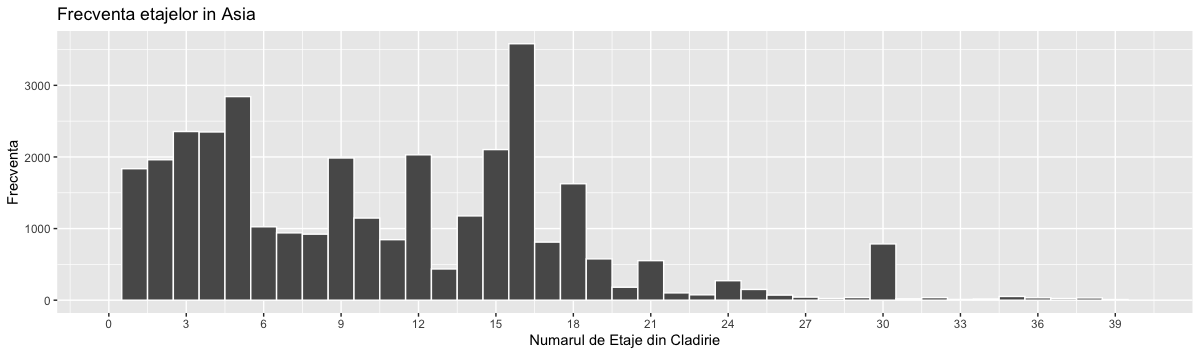 Frecventa etajelor in Asia
Frecventa
3000
2000
1000
0
0 3 6 9 12 15 18 21 24 27 30 33 36 39
Numarul de Etaje din Cladirie